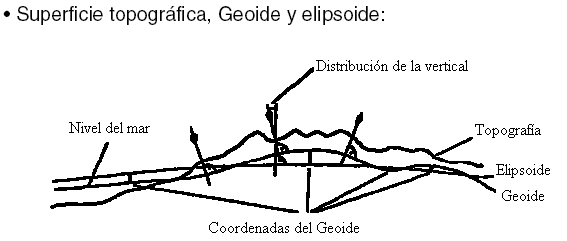 • Superficie topográfica, Geoide y elipsoide:
Distribución de la vertical
Nivel del mar
Topografía
Elipsoide
Geoide
Coordenadas del Geoide